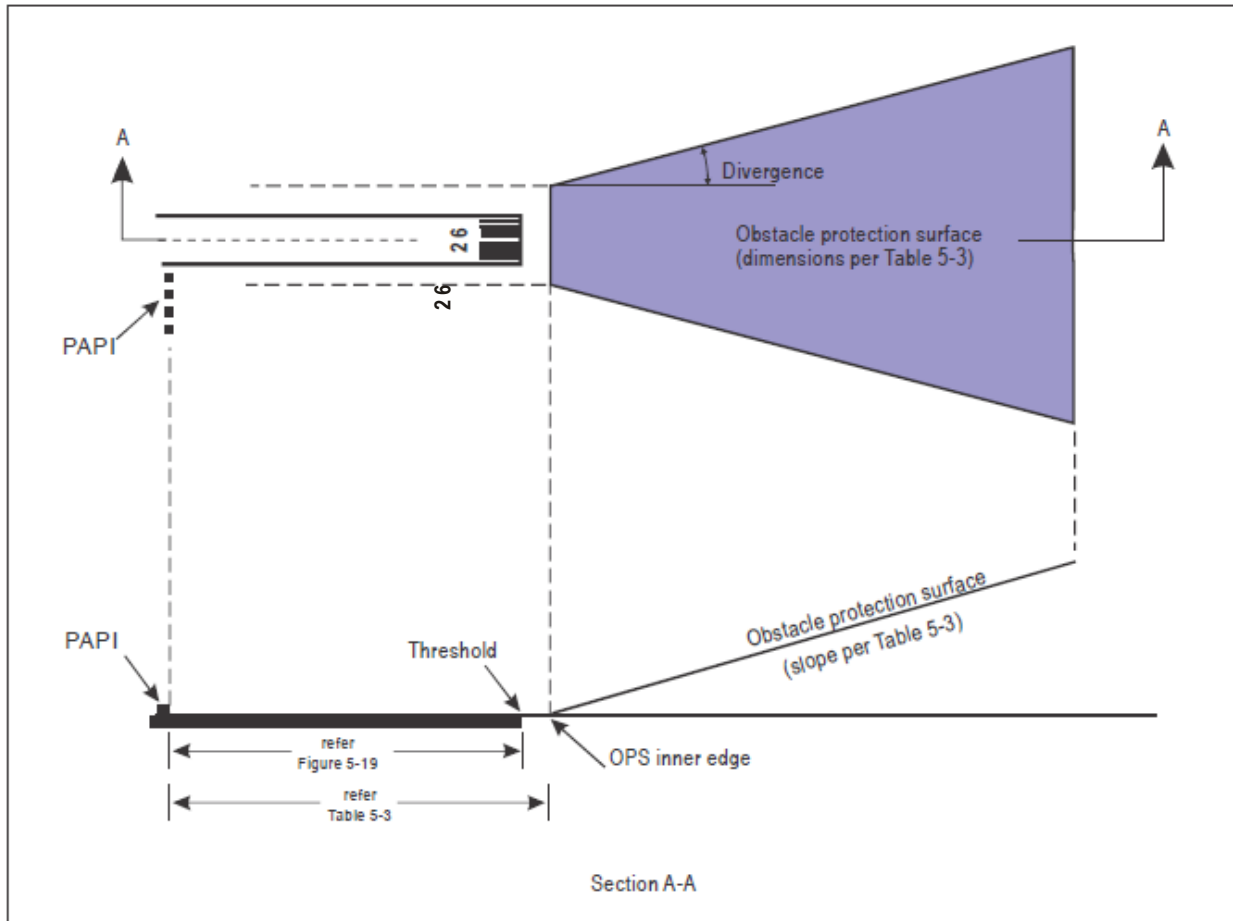 A
A
Divergence
26
Obstacle protection surface
(dimensions per Table 5-3)
26
PAPI
Obstacle protection surface
(slope per Table 5-3)
PAPI
Threshold
OPS inner edge
refer
Figure 5-19
refer
Table 5-3
Section A-A